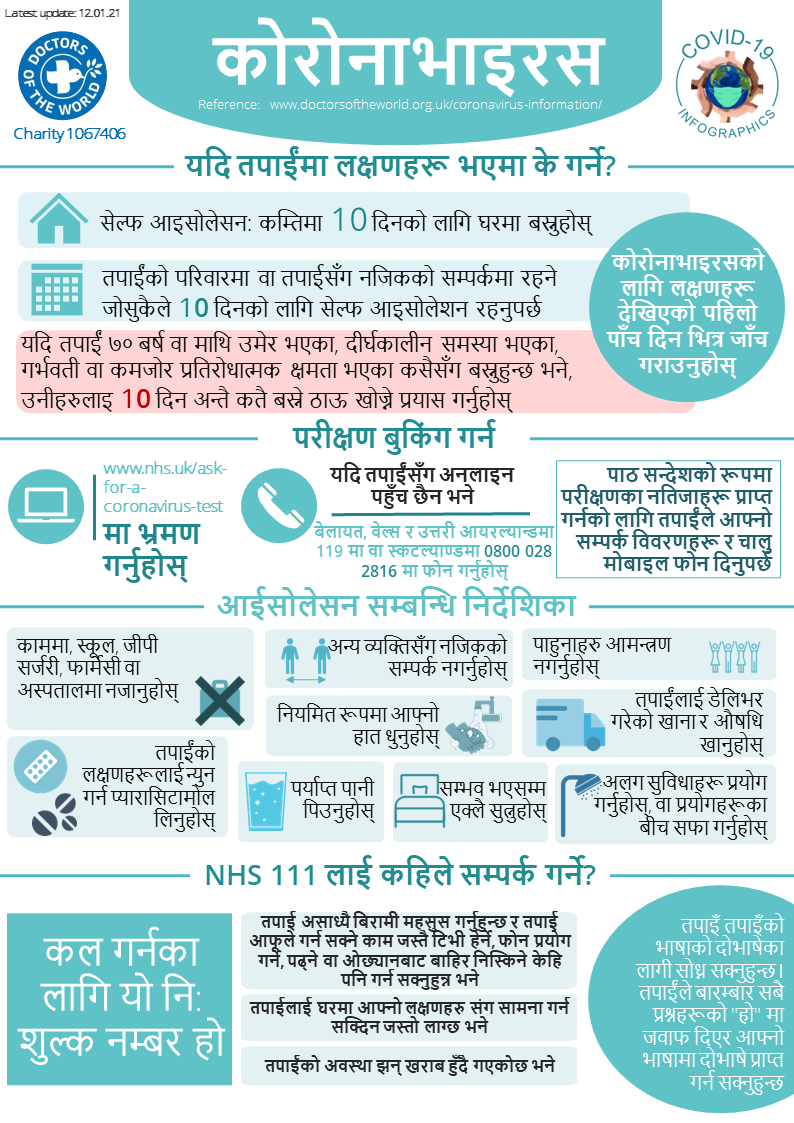 Latest update: 12.01.21
DOCTORS OF THE WORLD
Charity 1067406
कोरोनाभाइरस
Reference: www.doctorsoftheworld.org.uk/coronavirus-information/
COVID-19
INFOGRAPHICS
यदि तपाईंमा लक्षणहरू भएमा के गर्ने?
सेल्फ आइसोलेसन: कम्तिमा 10 दिनको लागि घरमा बस्नुहोस्
तपाईंको परिवारमा वा तपाईसँग नजिकको सम्पर्कमा रहने
जोसुकैले 10 दिनको लागि सेल्फ आइसोलेशन रहनुपर्छ
यदि तपाईं ७० बर्ष वा माथि उमेर भएका, दीर्घकालीन समस्या भएका,
गर्भवती वा कमजोर प्रतिरोधात्मक क्षमता भएका कसैसँग बस्नुहुन्छ भने,
उनीहरुलाइ 10 दिन अन्तै कतै बस्ने ठाऊ खोज्ने प्रयास गर्नुहोस्
कोरोनाभाइरसको
लागि लक्षणहरू
देखिएको पहिलो
पाँच दिन भित्र जाँच
गराउनुहोस्
परीक्षण बुकिंग गर्न
www.nhs.uk/ask-
for-a-
coronavirus-test
मा भ्रमण
गर्नुहोस्
यदि तपाईंसँग अनलाइन
पहुँच छैन भने
बेलायत, वेल्स र उत्तरी आयरल्यान्डमा
119 मा वा स्कटल्याण्डमा 0800 028
2816 मा फोन गर्नुहोस्
पाठ सन्देशको रूपमा
परीक्षणका नतिजाहरू प्राप्त
गर्नको लागि तपाईंले आफ्नो
सम्पर्क विवरणहरू र चालु
मोबाइल फोन दिनुपर्छ
आईसोलेसन सम्बन्धि निर्देशिका
काममा, स्कूल, जीपी
सर्जरी, फार्मेसी वा
अस्पतालमा नजानुहोस्
अन्य व्यक्तिसँग नजिकको
सम्पर्क नगर्नुहोस्
पाहुनाहरु आमन्त्रण
नगर्नुहोस्
नियमित रूपमा आफ्नो
हात धुनुहोस्
तपाईंलाई डेलिभर
गरेको खाना र औषधि
खानुहोस्
तपाईंको
लक्षणहरूलाई न्युन
गर्न प्यारासिटामोल
लिनुहोस्
पर्याप्त पानी
पिउनुहोस्
सम्भव भएसम्म
एक्लै सुत्नुहोस्
अलग सुविधाहरू प्रयोग
गर्नुहोस्, वा प्रयोगहरूका
बीच सफा गर्नुहोस्
NHS 111 लाई कहिले सम्पर्क गर्ने?
कल गर्नका
लागि यो नि:
शुल्क नम्बर हो
तपाई असाध्यै बिरामी महसुस गर्नुहुन्छ र तपाई
आफूले गर्न सक्ने काम जस्तै टिभी हेर्ने, फोन प्रयोग
गर्ने, पढ्ने वा ओछ्यानबाट बाहिर निस्किने केहि
पनि गर्न सक्नुहुन्न भने
तपाईलाई घरमा आफ्नो लक्षणहरु संग सामना गर्न
सक्दिन जस्तो लाग्छ भने
तपाईंको अवस्था झन् खराब हुँदै गएकोछ भने
तपाइँ तपाइँको
भाषाको दोभाषेका
लागी सोध्न सक्नुहुन्छ।
तपाईंले बारम्बार सबै
प्रश्नहरूको "हो" मा
जवाफ दिएर आफ्नो
भाषामा दोभाषे प्राप्त
गर्न सक्नुहुन्छ